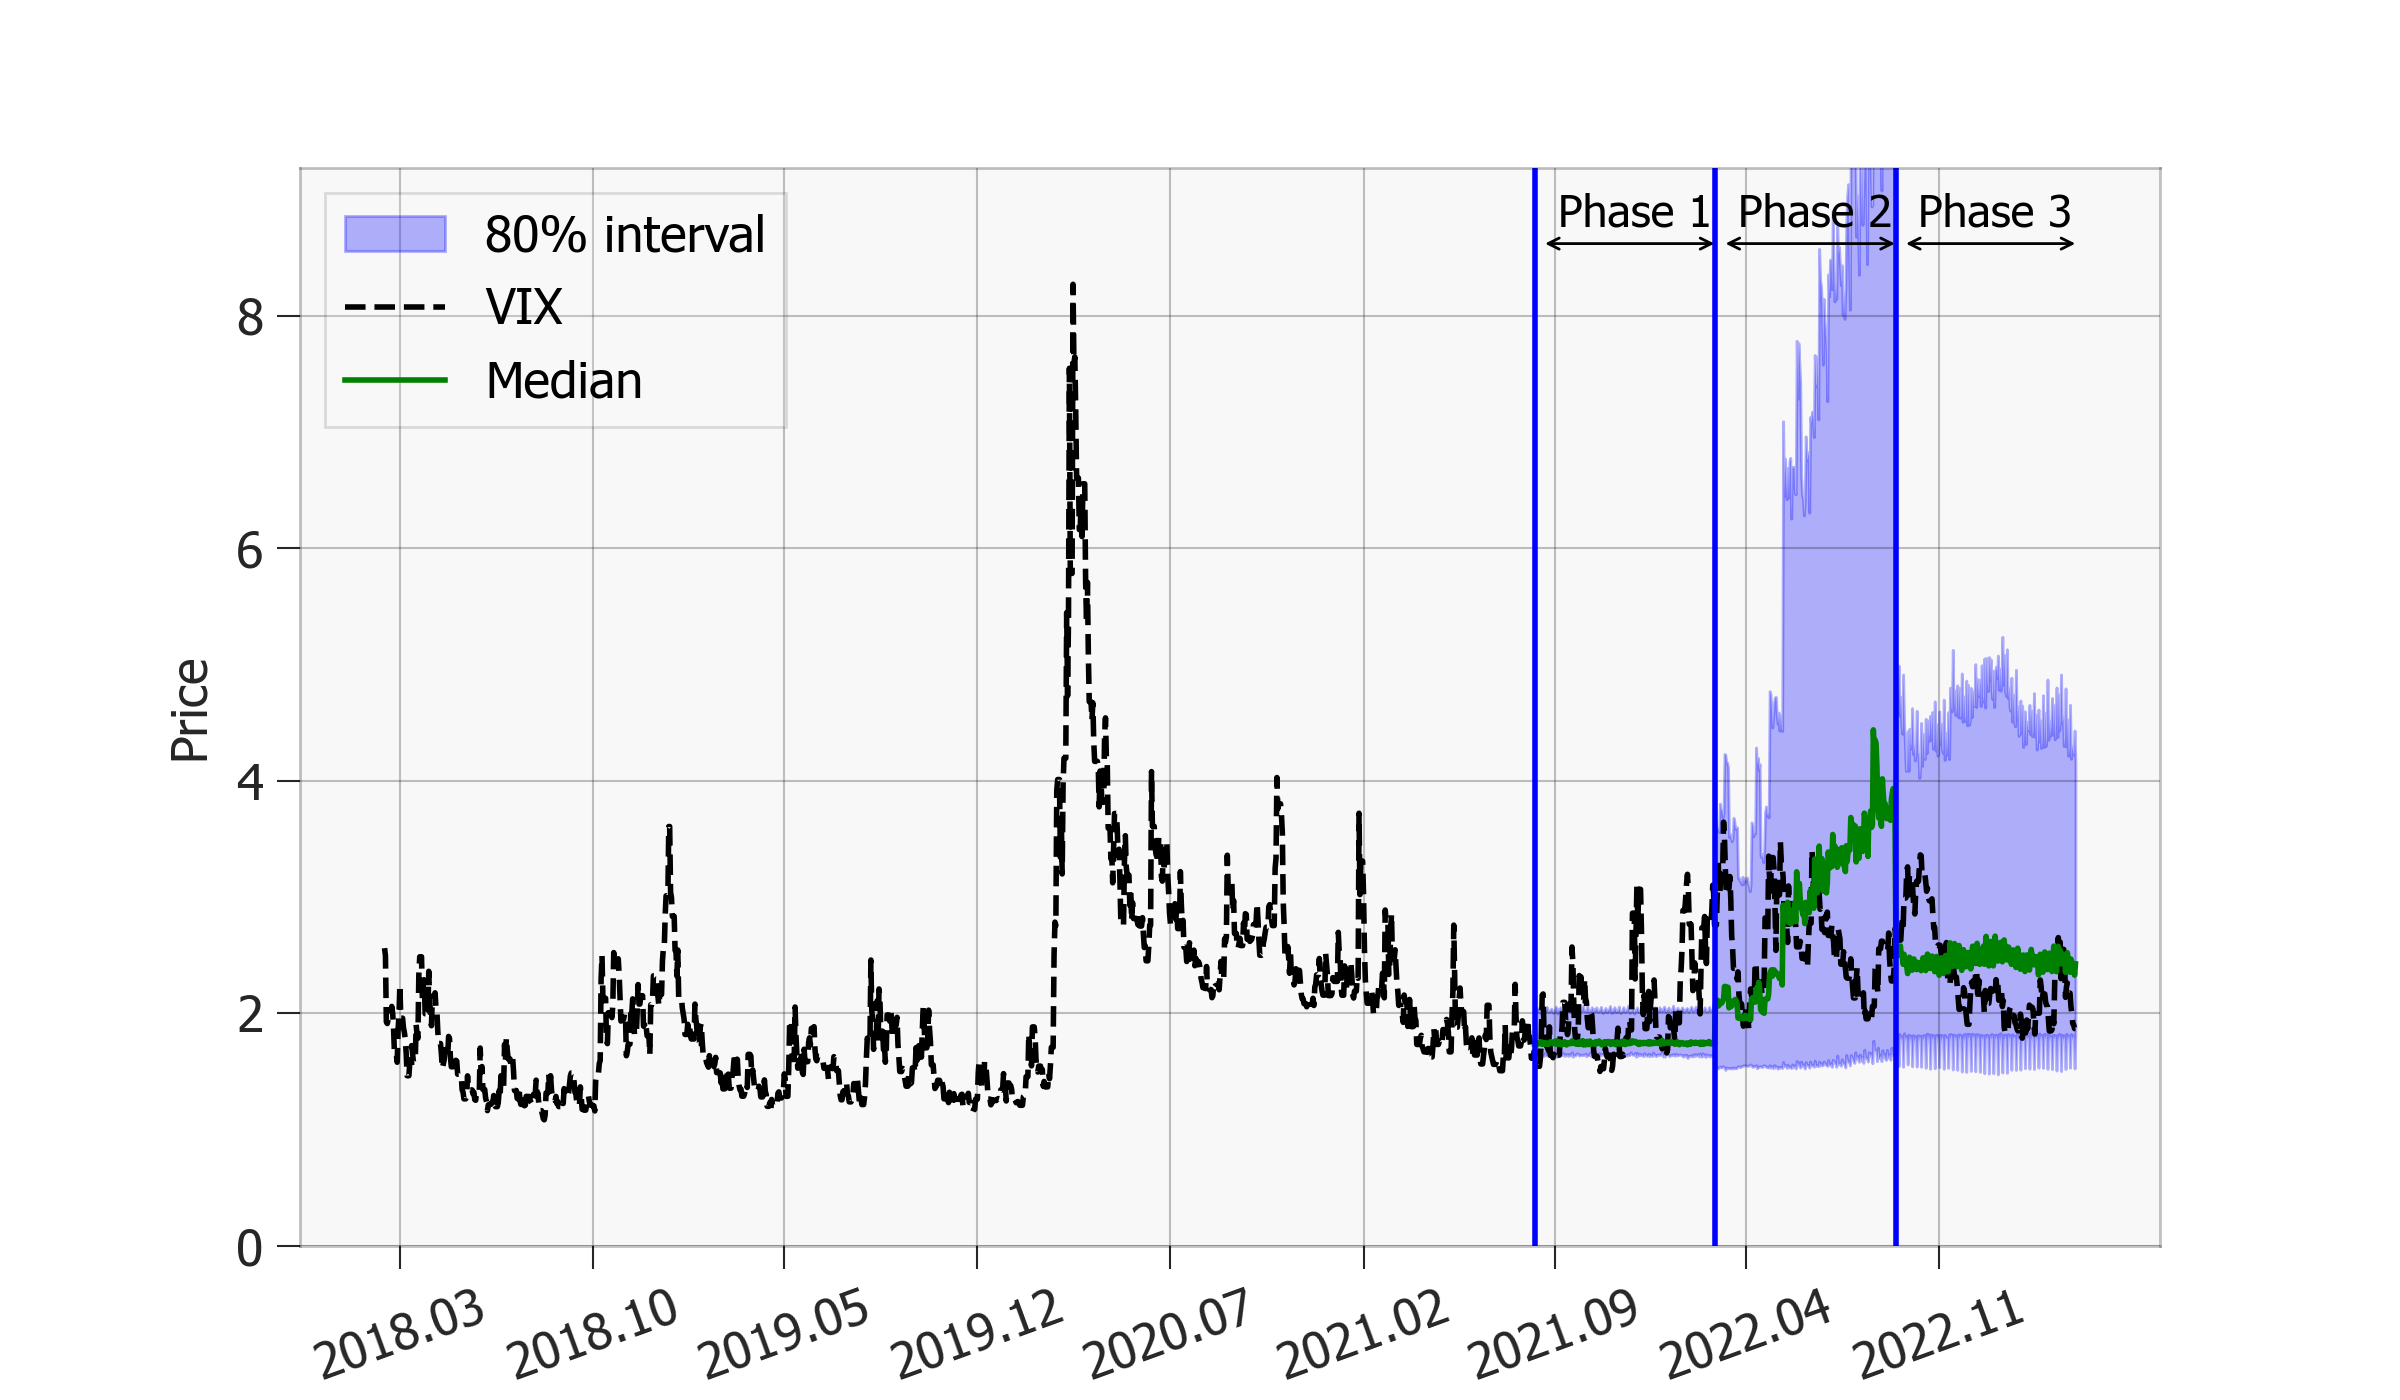 80% interval
VIX
Median
Phase 1
Phase 2
Phase 3
Price
8
6
4
2
0
2018.03
2018.10
2019.05
2019.12
2020.07
2021.02
2021.09
2022.04
2022.11